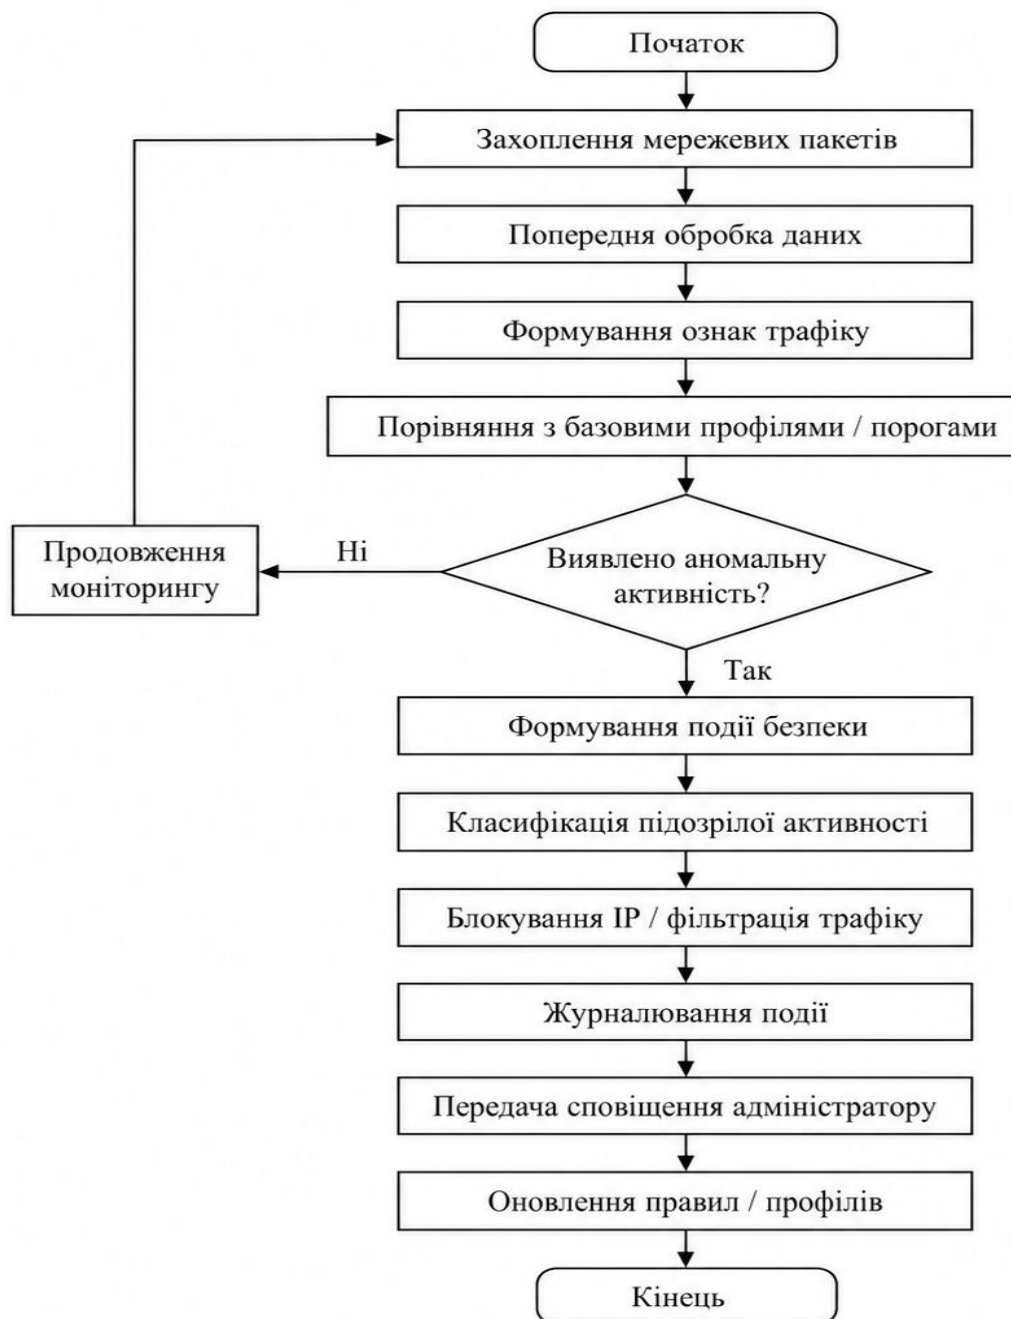 Початок
Захоплення мережевих пакетів
Попередня обробка даних
Формування ознак трафіку
Порівняння з базовими профілями / порогами
Продовження
моніторингу
Ні
Виявлено аномальну
активність?
Так
Формування події безпеки
Класифікація підозрілої активності
Блокування IP / фільтрація трафіку
Журналювання події
Передача сповіщення адміністратору
Оновлення правил / профілів
Кінець